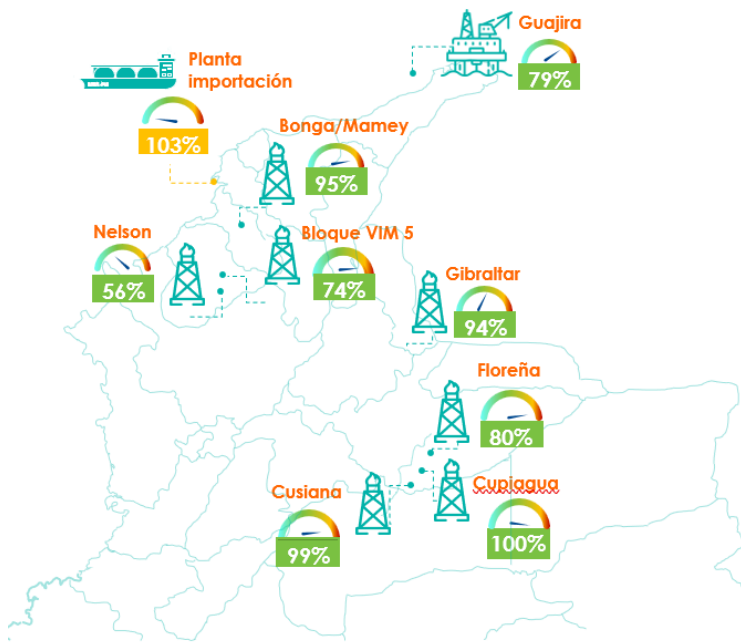 Guajira
79%
Planta
importación
103%
Bonga/Mamey
95%
Nelson
56%
Bloque VIM 5
74%
Gibraltar
94%
Floreña
80%
Cusiana
99%
Cupiagua
100%